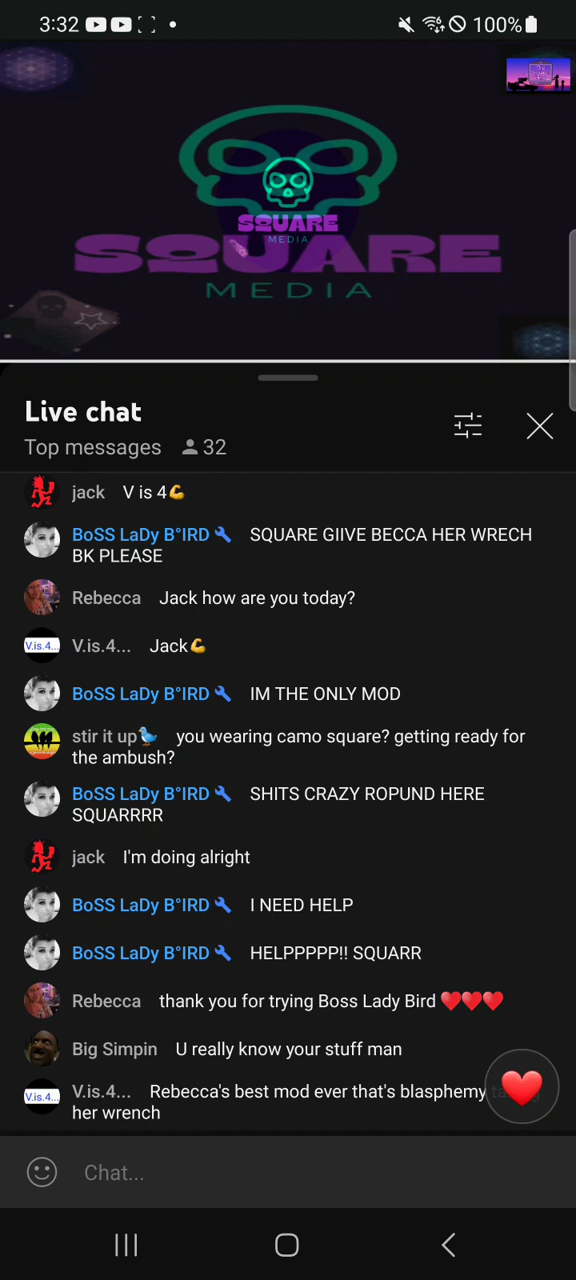 3:32
100%
SQUARE
MEDIA
SQUARE
MEDIA
Live chat
Top messages 32
jack V is 4💪
BoSS LaDy B°IRD SQUARE GIIVE BECCA HER WRECH
BK PLEASE
Rebecca Jack how are you today?
V.is.4... V.is.4... Jack💪
BoSS LaDy B°IRD IM THE ONLY MOD
stir it up🐦 you wearing camo square? getting ready for
the ambush?
BoSS LaDy B°IRD SHITS CRAZY ROPUND HERE
SQUARRRR
jack I'm doing alright
BoSS LaDy B°IRD I NEED HELP
BoSS LaDy B°IRD HELPPPPP!! SQUARR
Rebecca thank you for trying Boss Lady Bird ❤️❤️❤️
Big Simpin U really know your stuff man
V.is.4... V.is.4... Rebecca's best mod ever that's blasphemy
her wrench
Chat...